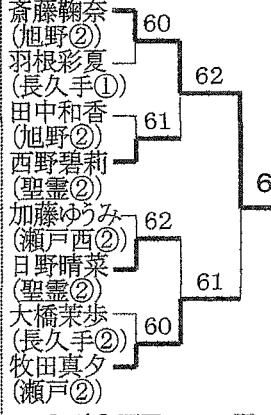 斎藤鞠奈
(旭野②)
羽根彩夏
(長久手①)
田中和香
(旭野②)
西野碧莉
(聖霊②)
加藤ゆうみ
(瀬戸西②)
日野晴菜
(聖霊②)
大橋茉歩
(長久手②)
牧田真夕
(瀬戸②)
60
62
61
6
62
61
60